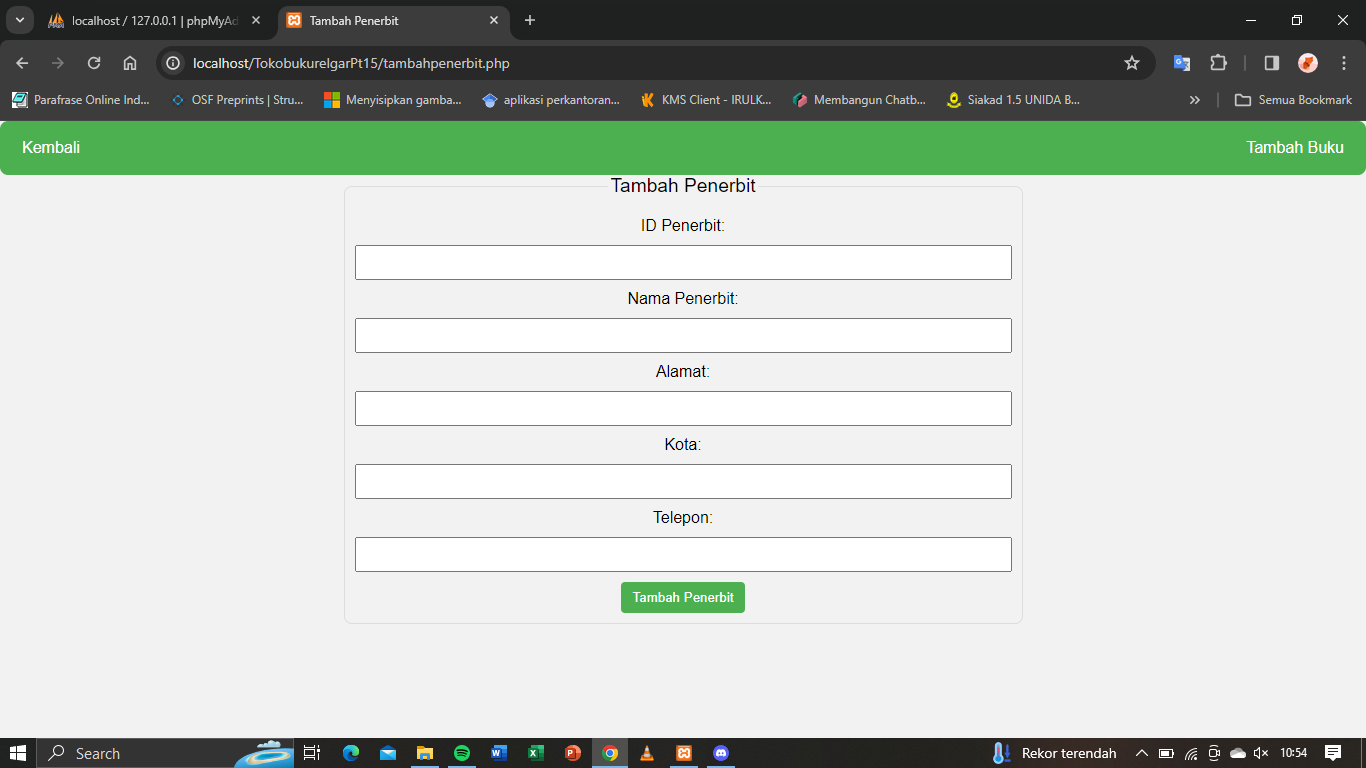 localhost / 127.0.0.1 | phpMyAd
Tambah Penerbit
localhost/TokobukurelgarPt15/tambahpenerbit.php
Parafrase Online Ind...
OSF Preprints | Stru...
Menyisipkan gamba...
aplikasi perkantoran...
KMS Client - IRULK...
Membangun Chatb...
Siakad 1.5 UNIDA B...
Semua Bookmark
Kembali
Tambah Buku
Tambah Penerbit
ID Penerbit:
Nama Penerbit:
Alamat:
Kota:
Telepon:
Tambah Penerbit
Search
Rekor terendah
10:54